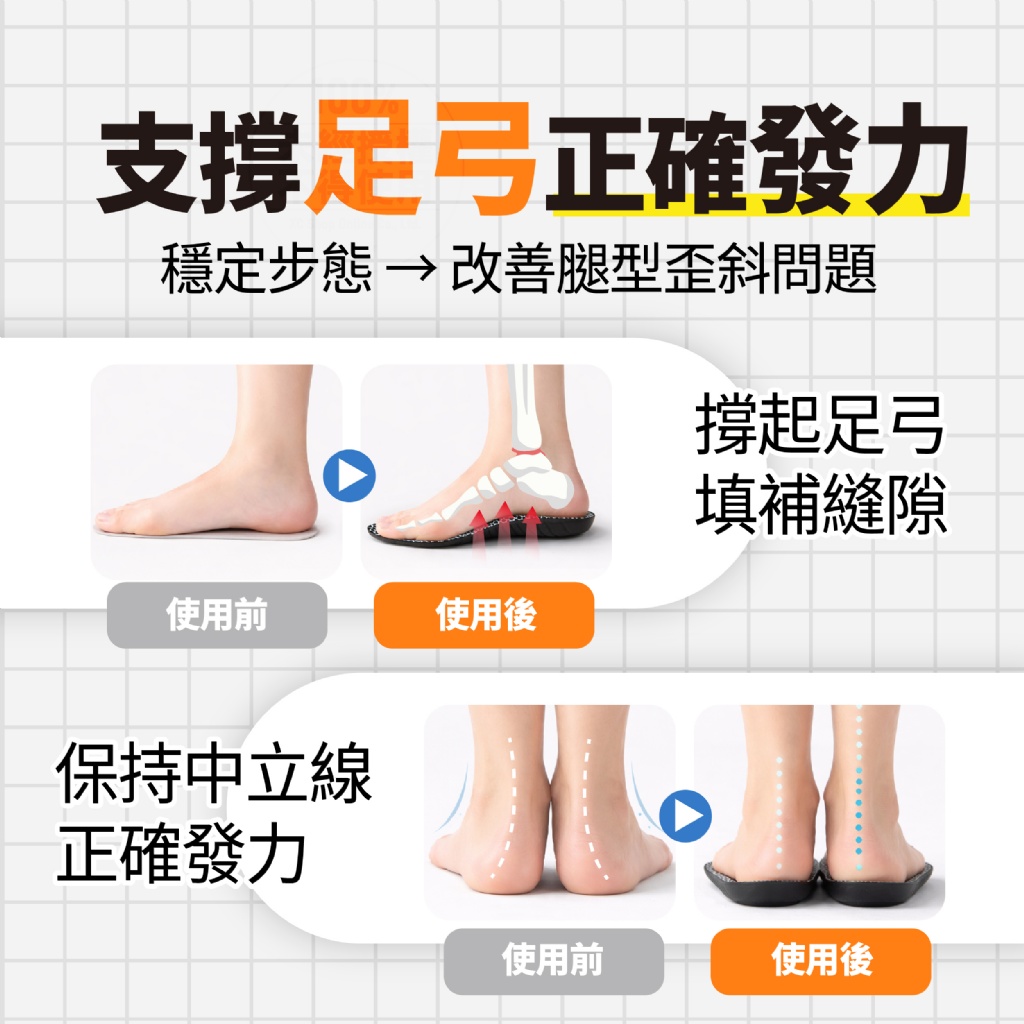 支撐足弓正確發力
穩定步態→改善腿型歪斜問題
撐起足弓
填補縫隙
使用前
使用後
保持中立線
正確發力
使用前
使用後